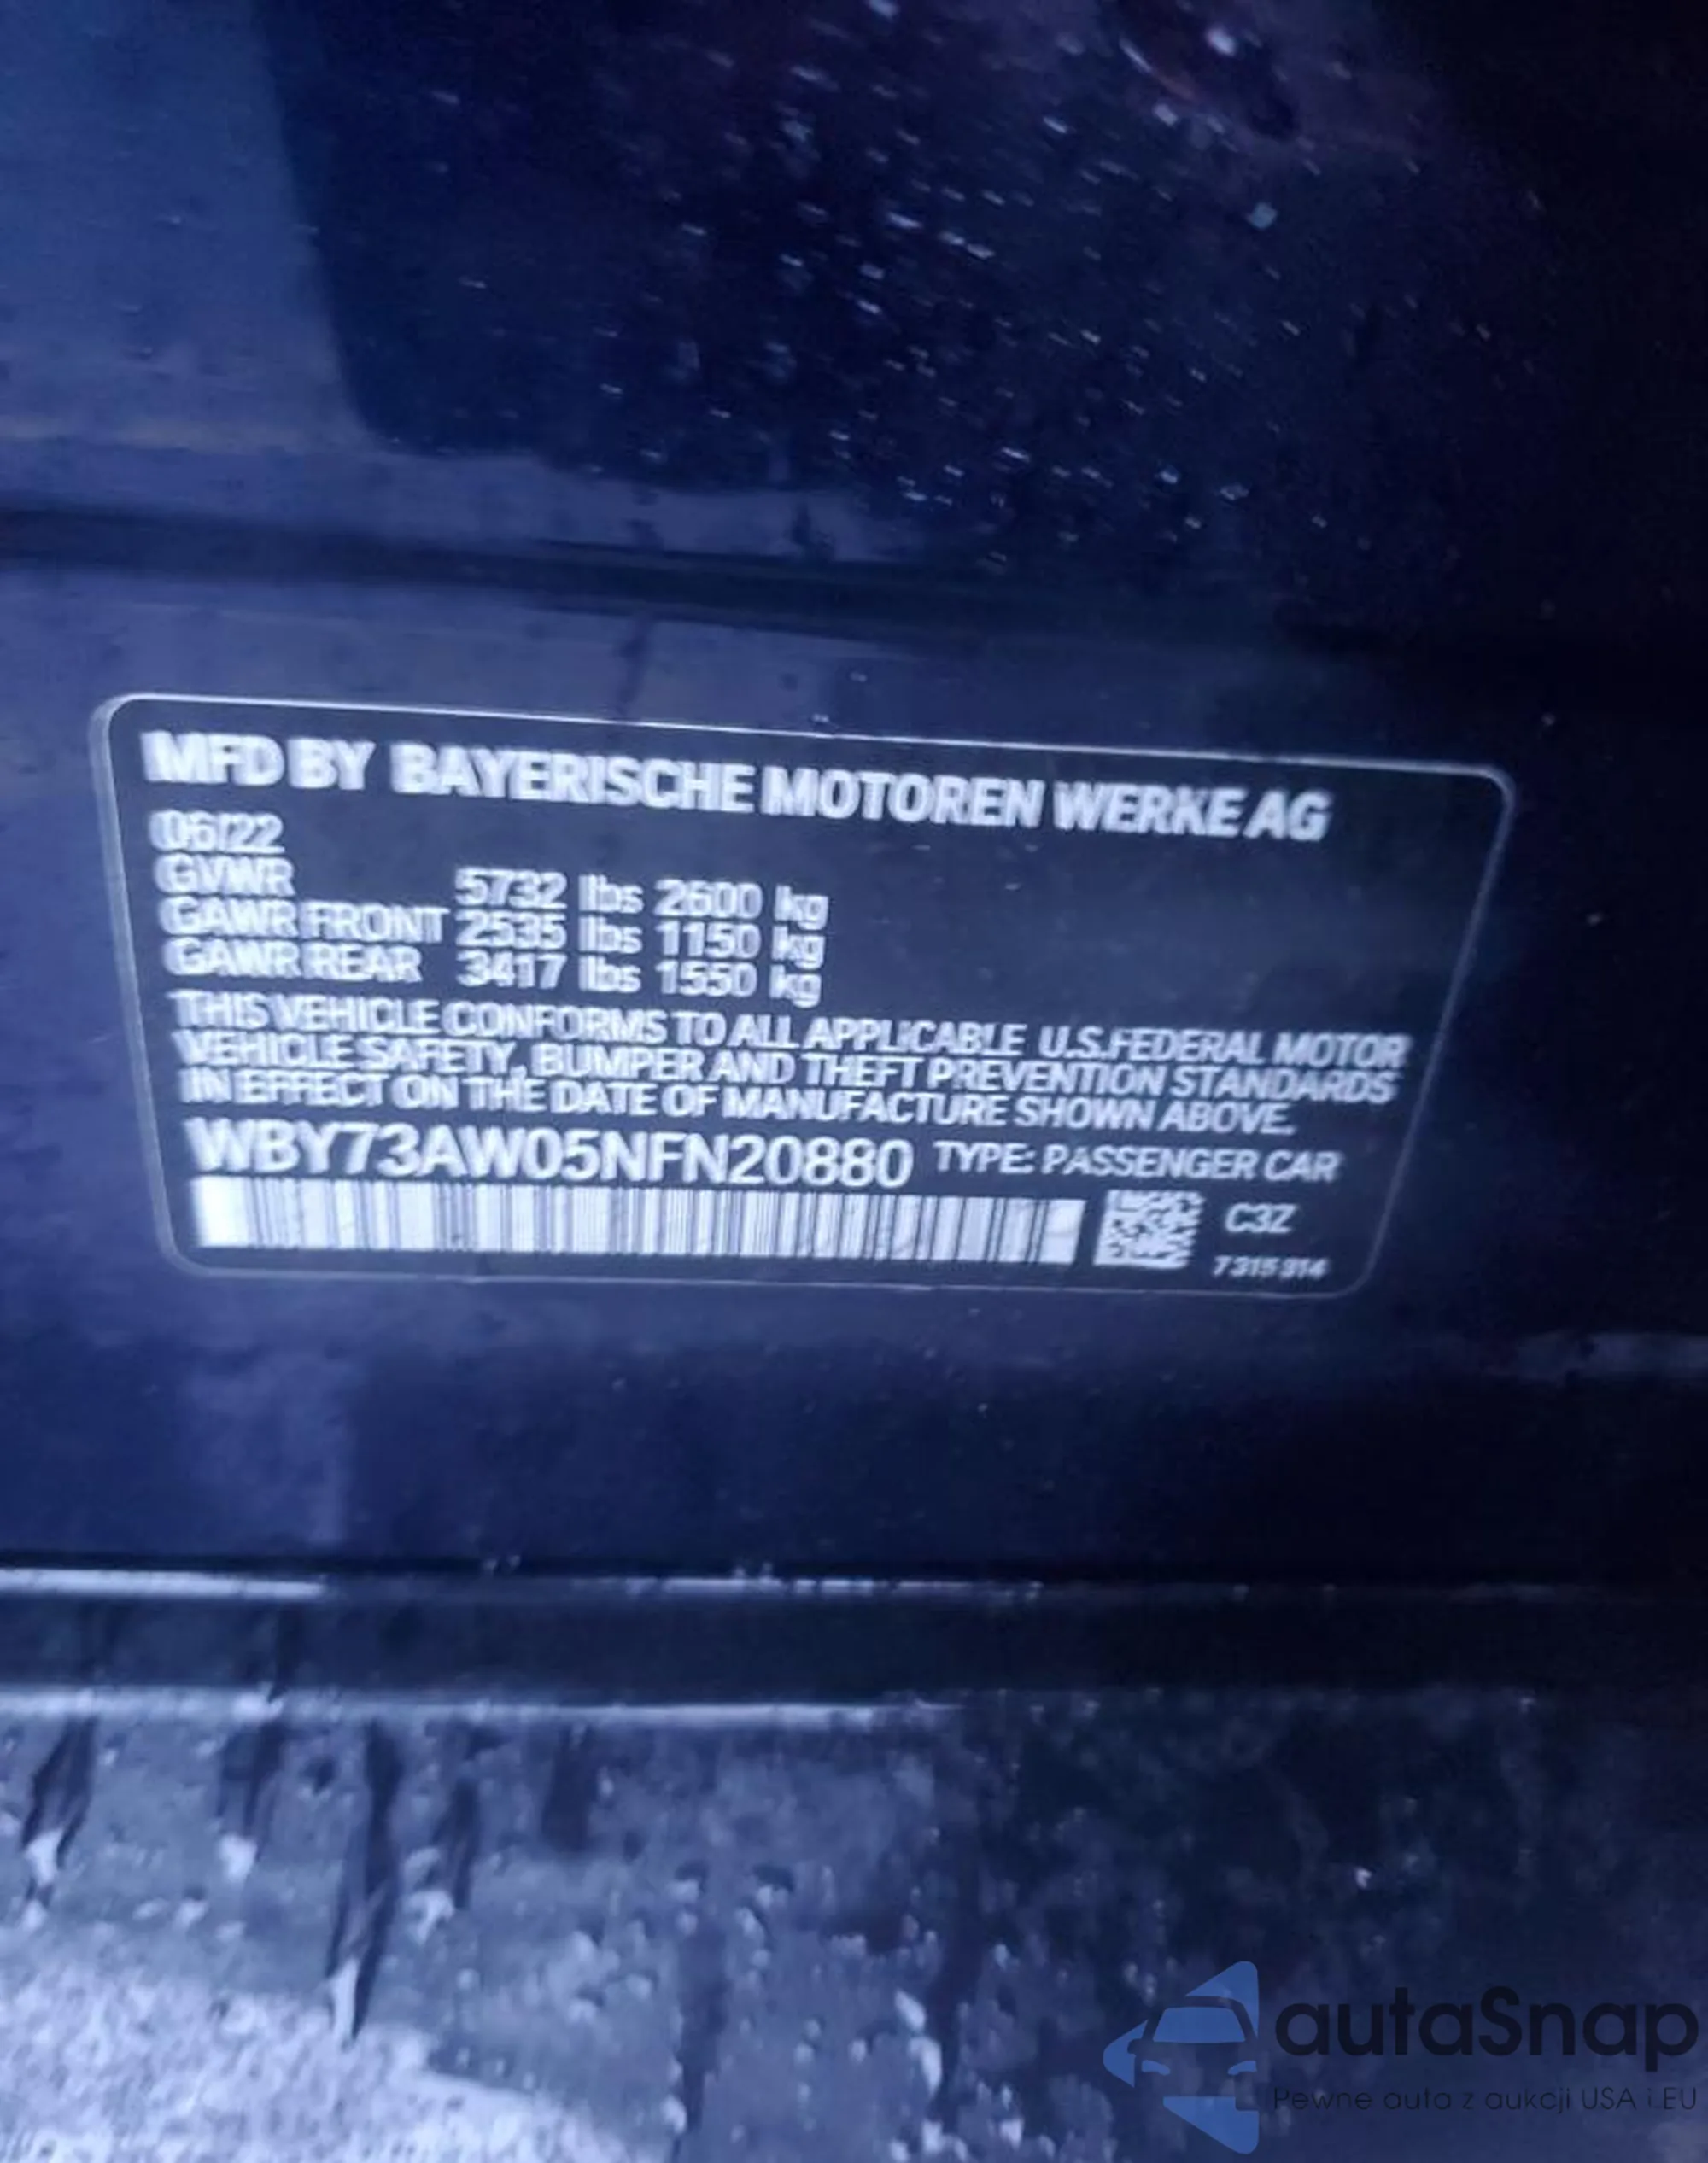 MFD BY BAYERISCHE MOTOREN WERKE AG
06/22
GVWR 5732 lbs 2600 kg
GAWR FRONT 2535 lbs 1150 kg
GAWR REAR 3417 lbs 1550 kg
THIS VEHICLE CONFORMS TO ALL APPLICABLE U.S.FEDERAL MOTOR
VEHICLE SAFETY, BUMPER AND THEFT PREVENTION STANDARDS
IN EFFECT ON THE DATE OF MANUFACTURE SHOWN ABOVE.
WBY73AW05NFN20880 TYPE: PASSENGER CAR
C3Z
7 315 914
autaSnap
Pewne auta z aukcji USA i EU